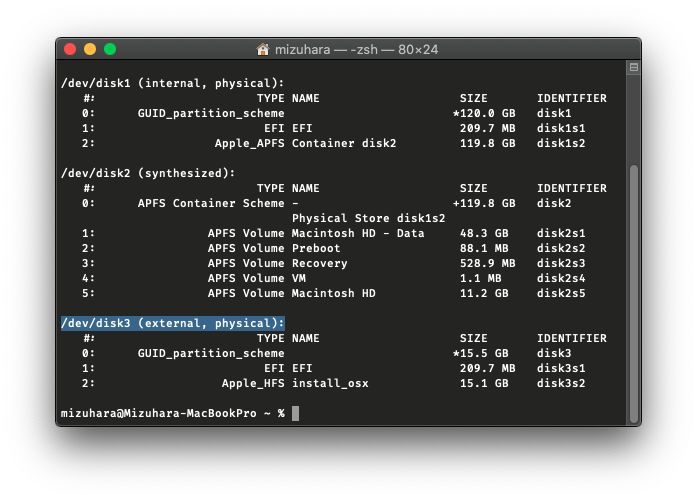 mizuhara — -zsh — 80×24
/dev/disk1 (internal, physical):
#: TYPE NAME SIZE IDENTIFIER
0: GUID_partition_scheme *120.0 GB disk1
1: EFI EFI 209.7 MB disk1s1
2: Apple_APFS Container disk2 119.8 GB disk1s2
/dev/disk2 (synthesized):
#: TYPE NAME SIZE IDENTIFIER
0: APFS Container Scheme - +119.8 GB disk2
Physical Store disk1s2
1: APFS Volume Macintosh HD - Data 48.3 GB disk2s1
2: APFS Volume Preboot 88.1 MB disk2s2
3: APFS Volume Recovery 528.9 MB disk2s3
4: APFS Volume VM 1.1 MB disk2s4
5: APFS Volume Macintosh HD 11.2 GB disk2s5
/dev/disk3 (external, physical):
#: TYPE NAME SIZE IDENTIFIER
0: GUID_partition_scheme *15.5 GB disk3
1: EFI EFI 209.7 MB disk3s1
2: Apple_HFS install_osx 15.1 GB disk3s2
mizuhara@Mizuhara-MacBookPro ~ %